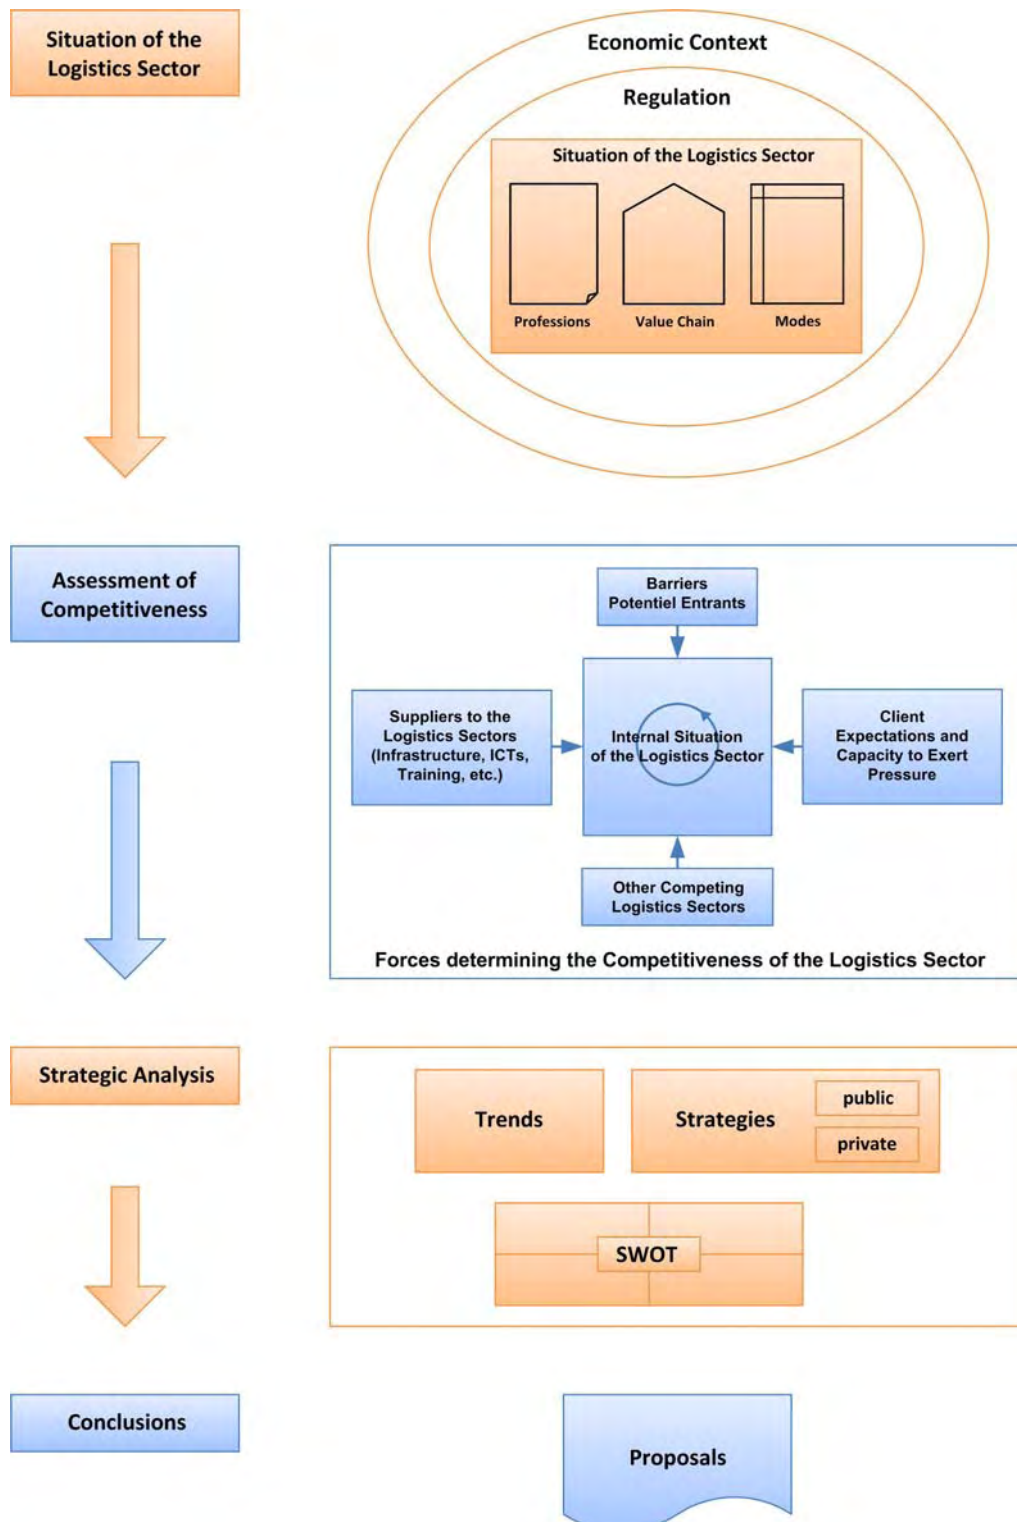 Situation of the
Logistics Sector
Economic Context
Regulation
Situation of the Logistics Sector
Professions
Value Chain
Modes
Assessment of
Competitiveness
Barriers
Potentiel Entrants
Suppliers to the
Logistics Sectors
(Infrastructure, ICTs,
Training, etc.)
Internal Situation
of the Logistics Sector
Client
Expectations and
Capacity to Exert
Pressure
Other Competing
Logistics Sectors
Forces determining the Competitiveness of the Logistics Sector
Strategic Analysis
Trends
Strategies
public
private
SWOT
Conclusions
Proposals